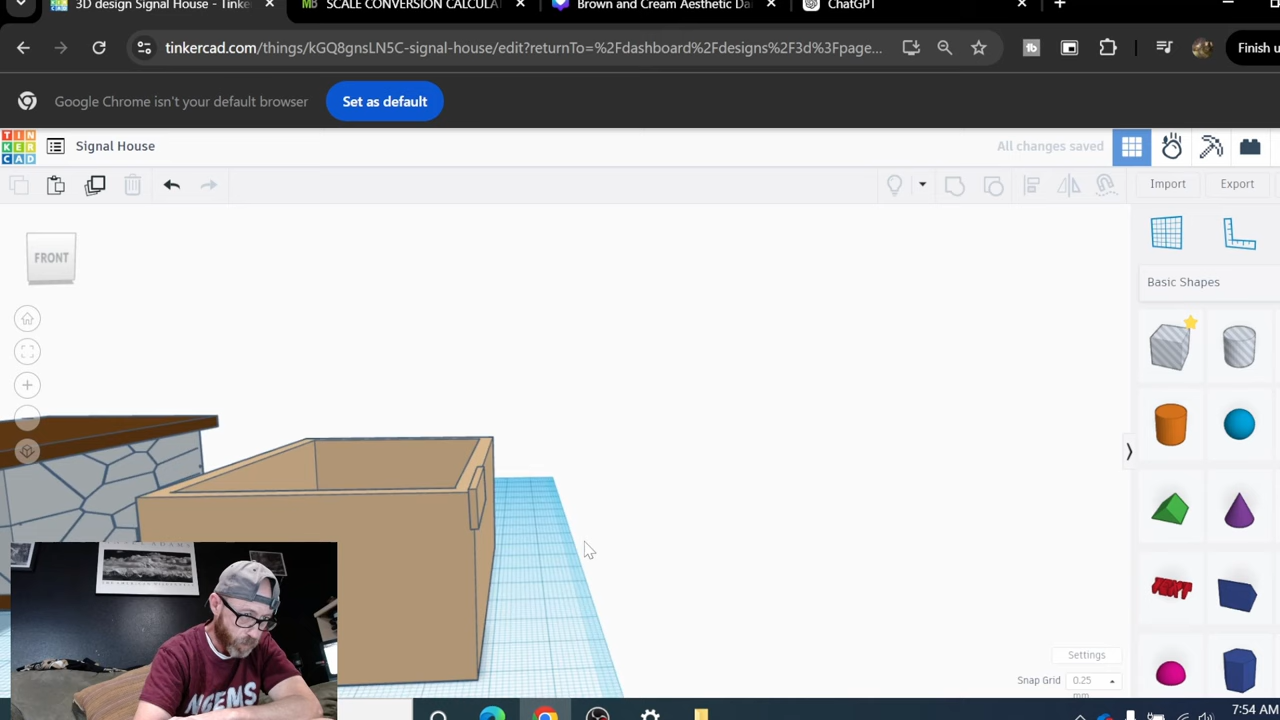 3D design Signal House - Tinke
MB SCALE CONVERSION CALCULA
Brown and Cream Aesthetic Da
ChatGPT
tinkercad.com/things/kGQ8gnsLN5C-signal-house/edit?returnTo=%2Fdashboard%2Fdesigns%2F3d%3Fpage...
tb
Finish u
Google Chrome isn't your default browser
Set as default
TIN
KER
CAD
Signal House
All changes saved
Import
Export
FRONT
Basic Shapes
TEXT
Settings
Snap Grid
0.25
mm
NGEMS
7:54 AM